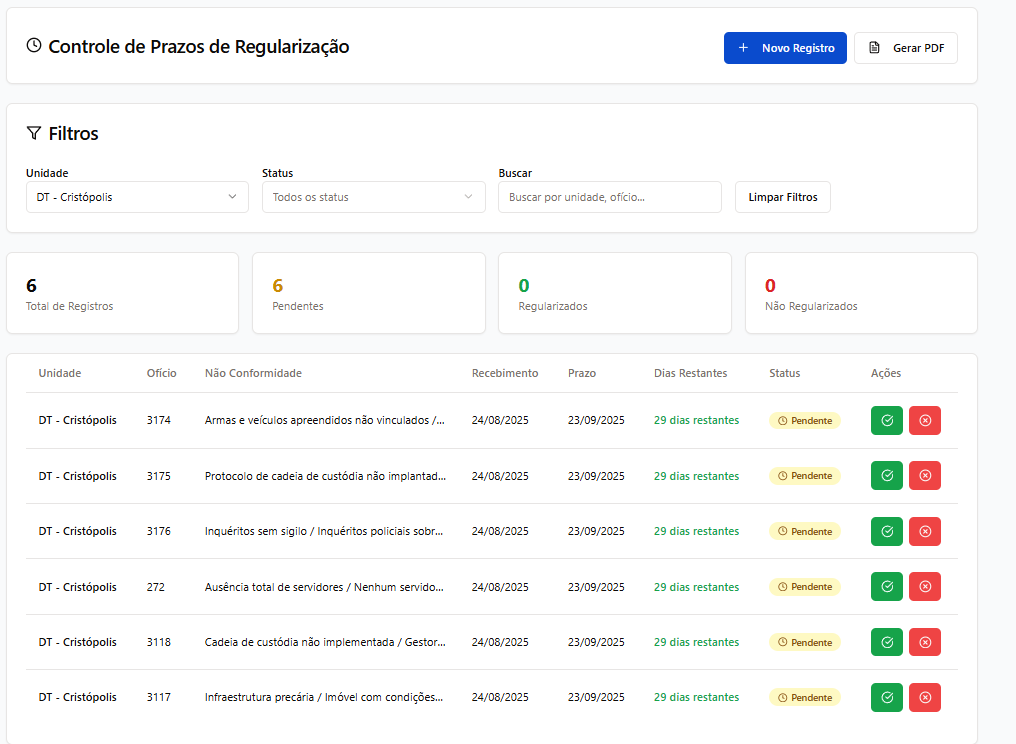 Controle de Prazos de Regularização
+ Novo Registro
Gerar PDF
Filtros
Unidade Status Buscar
DT - Cristópolis Todos os status Buscar por unidade, ofício... Limpar Filtros
6 6 0 0
Total de Registros Pendentes Regularizados Não Regularizados
Unidade Ofício Não Conformidade Recebimento Prazo Dias Restantes Status Ações
DT - Cristópolis 3174 Armas e veículos apreendidos não vinculados /... 24/08/2025 23/09/2025 29 dias restantes Pendente
DT - Cristópolis 3175 Protocolo de cadeia de custódia não implantad... 24/08/2025 23/09/2025 29 dias restantes Pendente
DT - Cristópolis 3176 Inquéritos sem sigilo / Inquéritos policiais sobr... 24/08/2025 23/09/2025 29 dias restantes Pendente
DT - Cristópolis 272 Ausência total de servidores / Nenhum servido... 24/08/2025 23/09/2025 29 dias restantes Pendente
DT - Cristópolis 3118 Cadeia de custódia não implementada / Gestor... 24/08/2025 23/09/2025 29 dias restantes Pendente
DT - Cristópolis 3117 Infraestrutura precária / Imóvel com condições... 24/08/2025 23/09/2025 29 dias restantes Pendente